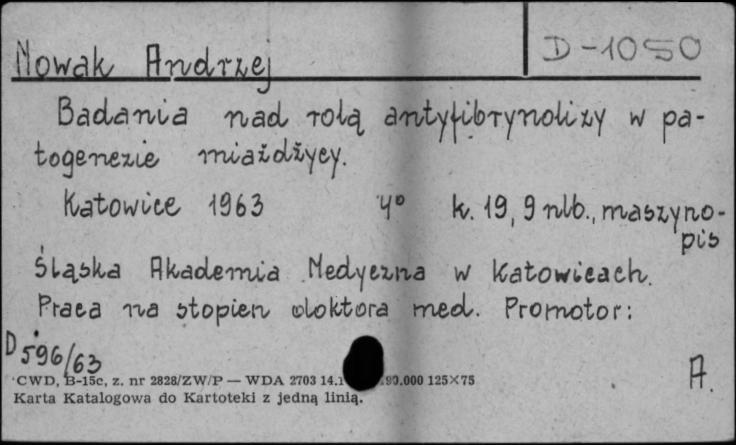 Nowak Andrzej
D-1050
Badania nad rolą antyfibrynolizy w pa-
togenezie miażdżycy.
Katowice 1963 4° k. 19, 9 nlb., maszyno-
pis
Śląska Akademia Medyczna w Katowicach.
Praca na stopien doktora med. Promotor:
D 596/63
A.
CWD, B-15c, z. nr 2828/ZW/P — WDA 2703 14.1 .000 125×75
Karta Katalogowa do Kartoteki z jedną linią.